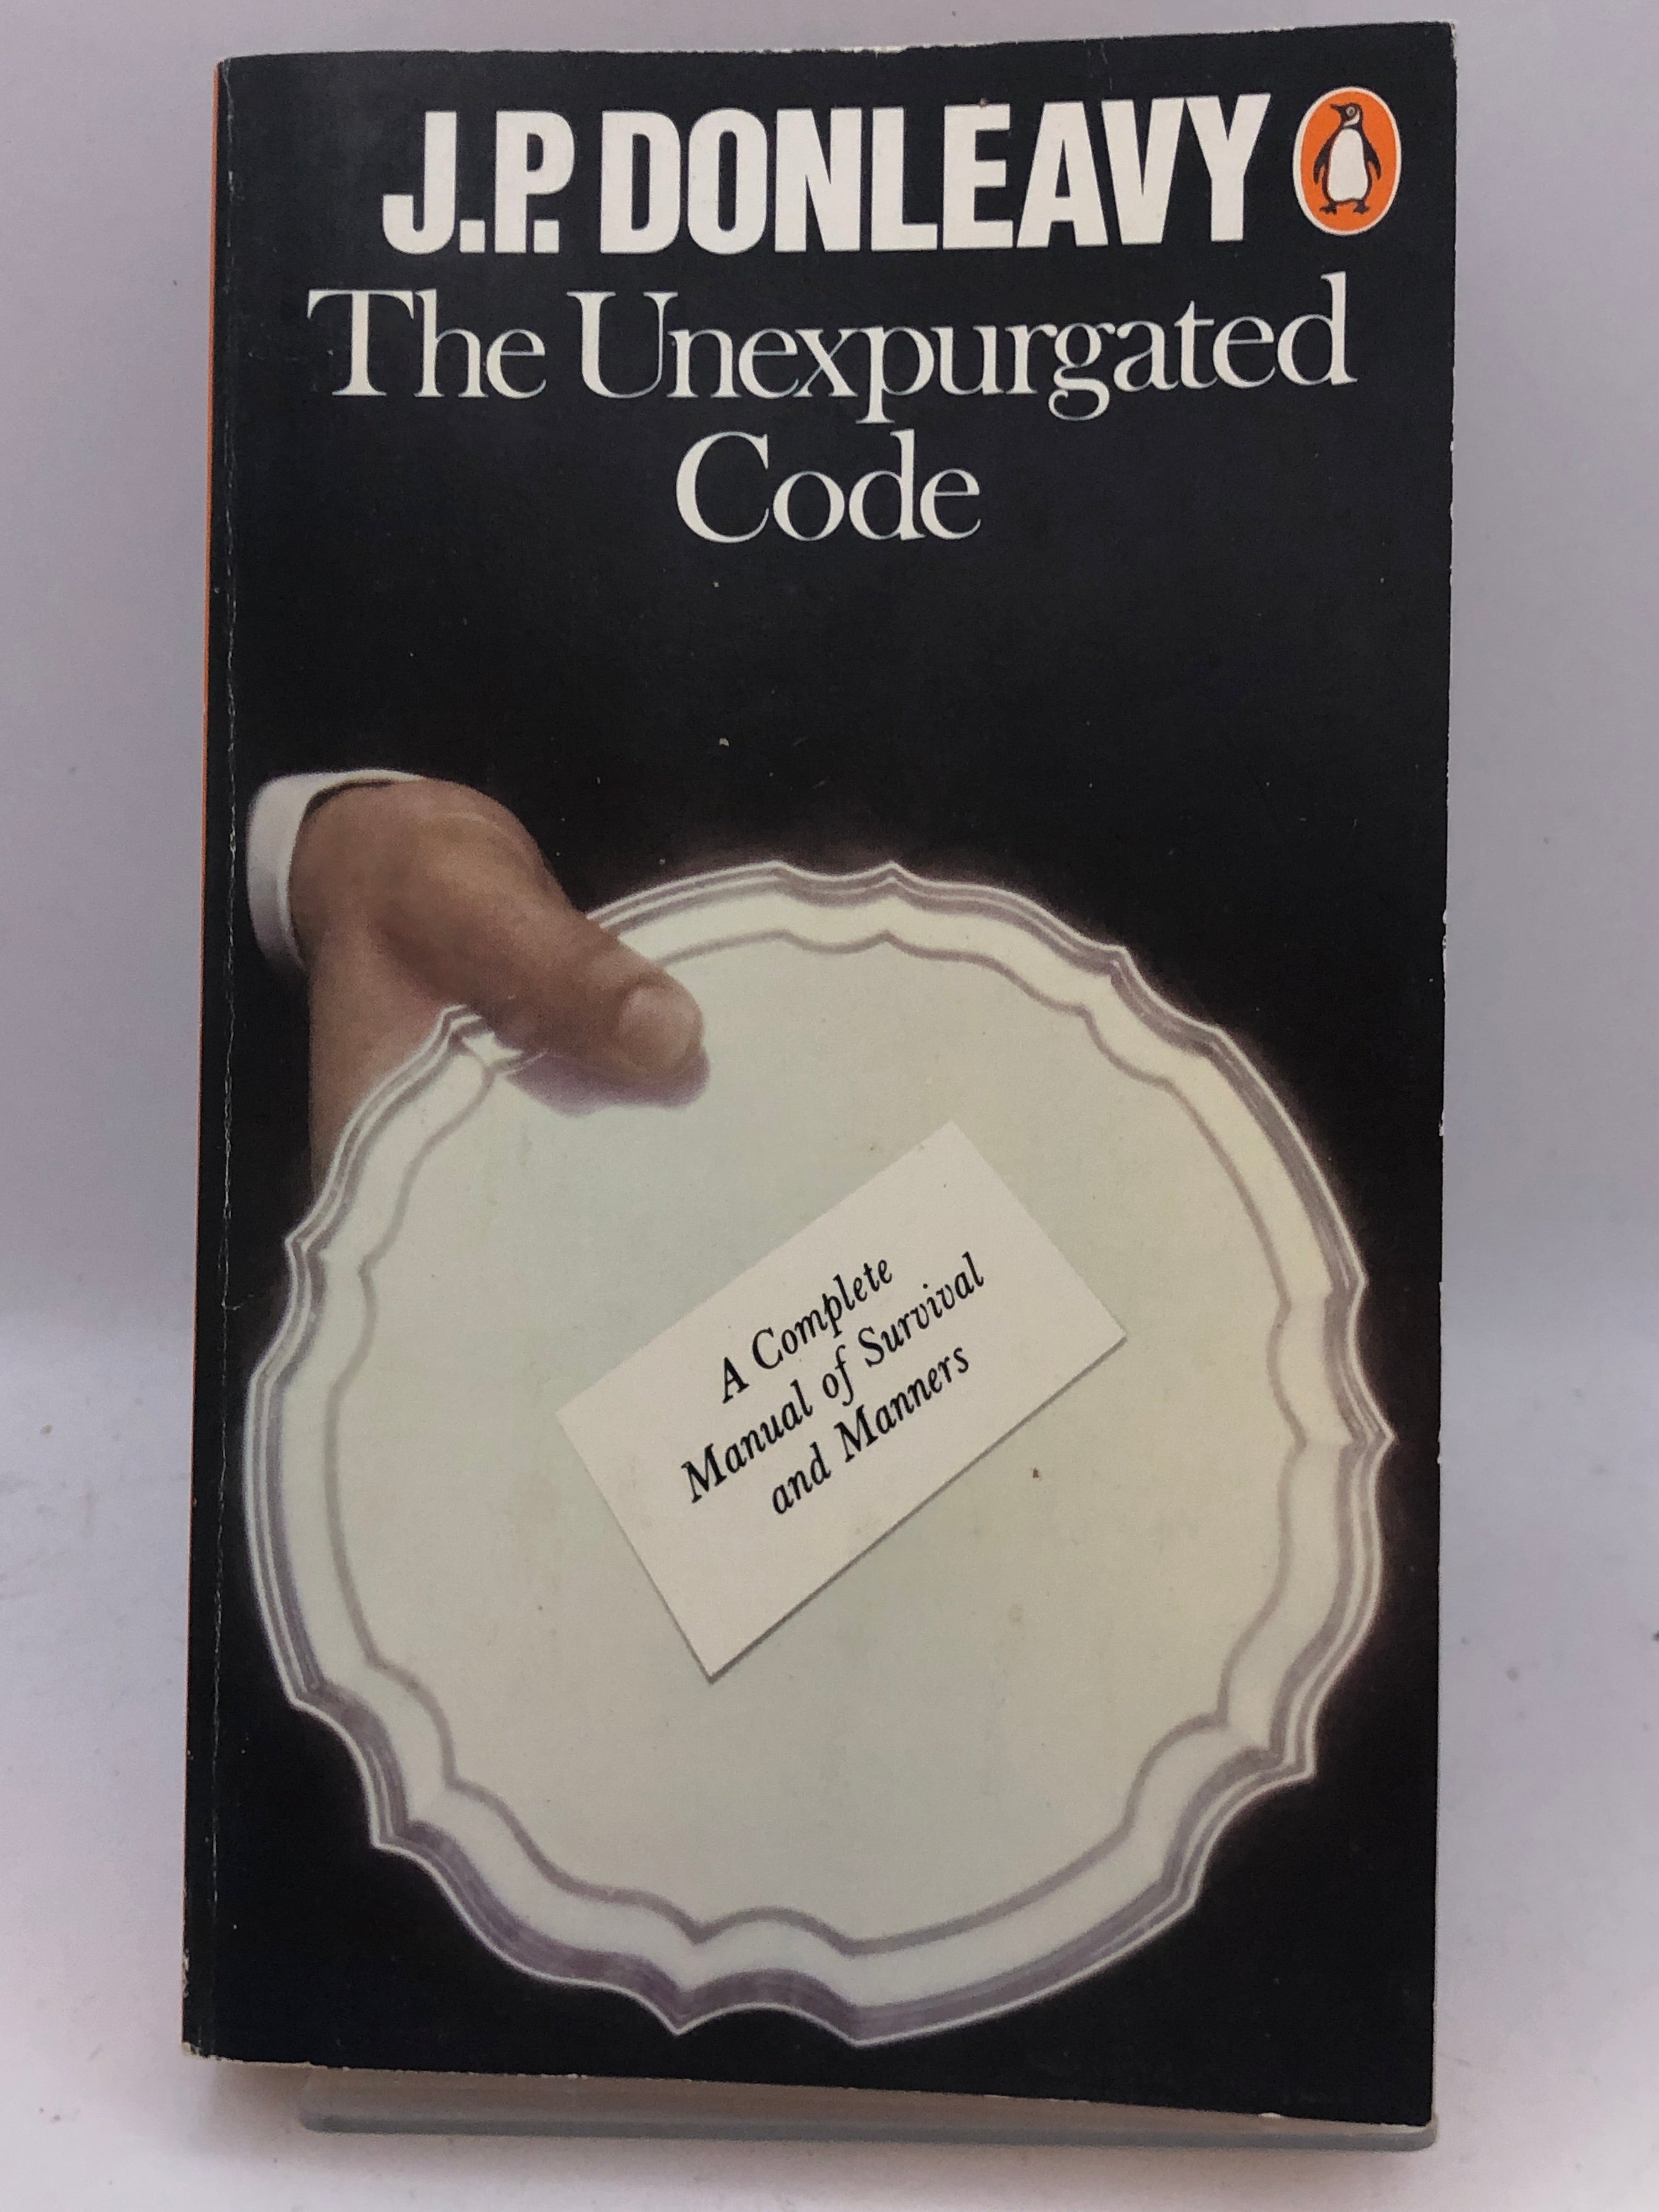 J.P. DONLEAVY
The Unexpurgated
Code
A Complete
Manual of Survival
and Manners